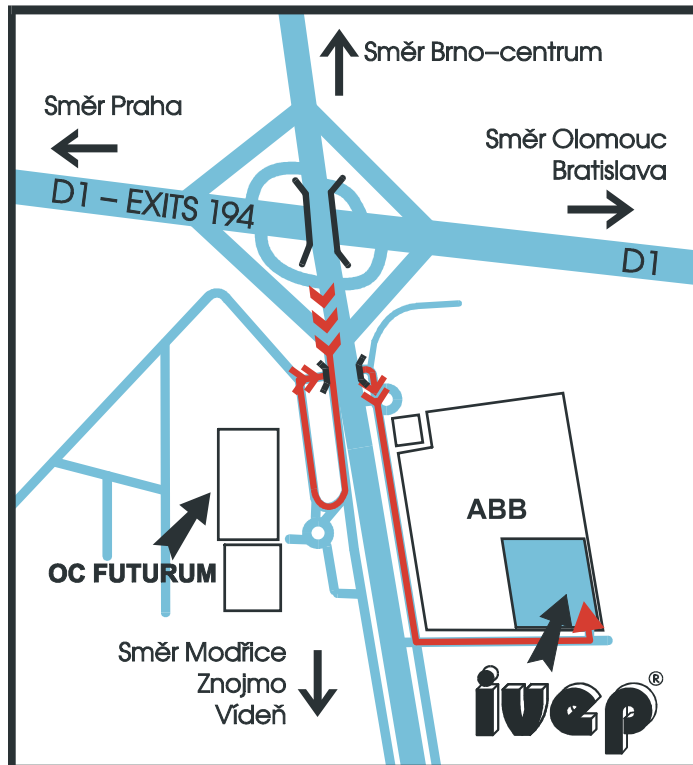 Směr Brno–centrum
Směr Praha
Směr Olomouc
Bratislava
D1 – EXITS 194
D1
ABB
OC FUTURUM
Směr Modřice
Znojmo
Vídeň
ivep®